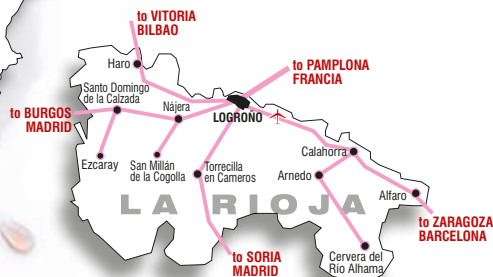 to VITORIA
BILBAO
Haro
to PAMPLONA
FRANCIA
Santo Domingo
de la Calzada
Nájera
LOGROÑO
to BURGOS
MADRID
Ezcaray
San Millán
de la Cogolla
Torrecilla
en Cameros
Calahorra
Arnedo
Alfaro
LA RIOJA
to ZARAGOZA
BARCELONA
to SORIA
MADRID
Cervera del
Río Alhama